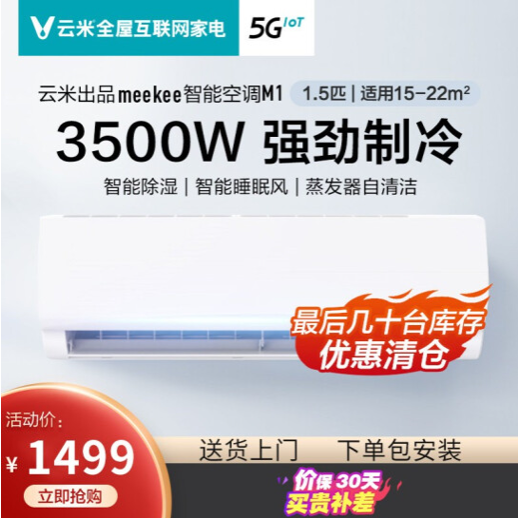 云米全屋互联网家电 5G IoT
云米出品meekee智能空调M1 1.5匹|适用15-22m²
3500W 强劲制冷
智能除湿|智能睡眠风|蒸发器自清洁
最后几十台库存
优惠清仓
活动价:
¥1499
立即抢购
送货上门 下单包安装
价保30天
买贵补差